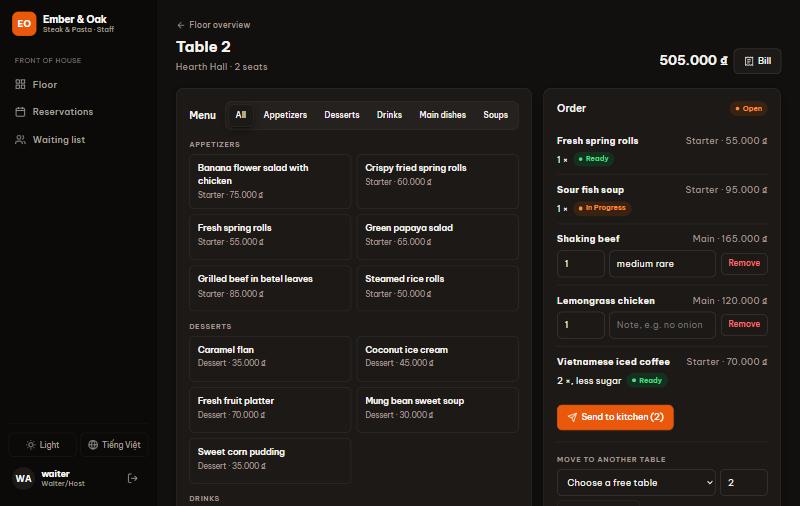 EO
Ember & Oak
Steak & Pasta · Staff
FRONT OF HOUSE
Floor
Reservations
Waiting list
Light
Tiếng Việt
WA
waiter
Waiter/Host
← Floor overview
Table 2
Hearth Hall · 2 seats
505.000 ₫
Bill
Menu
All
Appetizers
Desserts
Drinks
Main dishes
Soups
APPETIZERS
Banana flower salad with
chicken
Starter · 75.000 ₫
Crispy fried spring rolls
Starter · 60.000 ₫
Fresh spring rolls
Starter · 55.000 ₫
Green papaya salad
Starter · 65.000 ₫
Grilled beef in betel leaves
Starter · 85.000 ₫
Steamed rice rolls
Starter · 50.000 ₫
DESSERTS
Caramel flan
Dessert · 35.000 ₫
Coconut ice cream
Dessert · 45.000 ₫
Fresh fruit platter
Dessert · 70.000 ₫
Mung bean sweet soup
Dessert · 30.000 ₫
Sweet corn pudding
Dessert · 35.000 ₫
DRINKS
Order
Open
Fresh spring rolls
Starter · 55.000 ₫
1 × Ready
Sour fish soup
Starter · 95.000 ₫
1 × In Progress
Shaking beef
Main · 165.000 ₫
1
medium rare
Remove
Lemongrass chicken
Main · 120.000 ₫
1
Note, e.g. no onion
Remove
Vietnamese iced coffee
Starter · 70.000 ₫
2 ×, less sugar Ready
Send to kitchen (2)
MOVE TO ANOTHER TABLE
Choose a free table
2